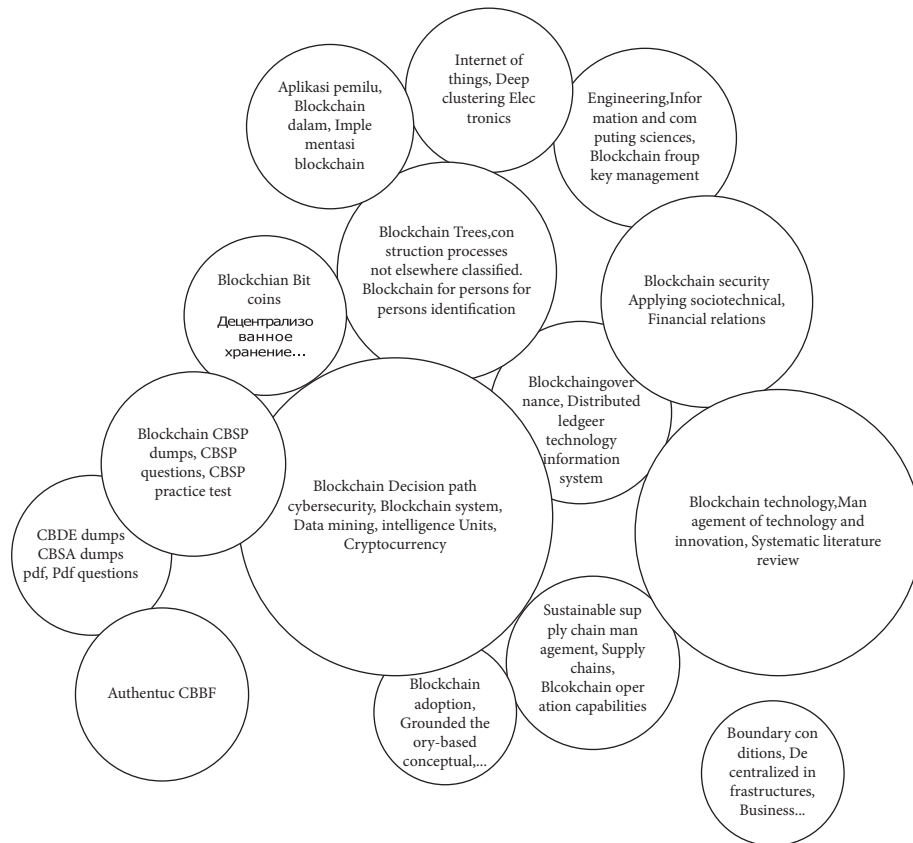 Internet of
things, Deep
clustering Elec
tronics
Aplikasi pemilu,
Blockchain
dalam, Imple
mentasi
blockchain
Engineering,Infor
mation and com
puting sciences,
Blockchain froup
key management
Blockchain Trees,con
struction processes
not elsewhere classified.
Blockchain for persons for
persons identification
Blockchian Bit
coins
Децентрализо
ванное
хранение...
Blockchain security
Applying sociotechnical,
Financial relations
Blockchaingover
nance, Distributed
ledgeer
technology
information
system
Blockchain CBSP
dumps, CBSP
questions, CBSP
practice test
Blockchain Decision path
cybersecurity, Blockchain system,
Data mining, intelligence Units,
Cryptocurrency
Blockchain technology,Man
agement of technology and
innovation, Systematic literature
review
CBDE dumps
CBSA dumps
pdf, Pdf questions
Sustainable sup
ply chain man
agement, Supply
chains,
Blcokchain oper
ation capabilities
Authentuc CBBF
Blockchain
adoption,
Grounded the
ory-based
conceptual,...
Boundary con
ditions, De
centralized in
frastructures,
Business...